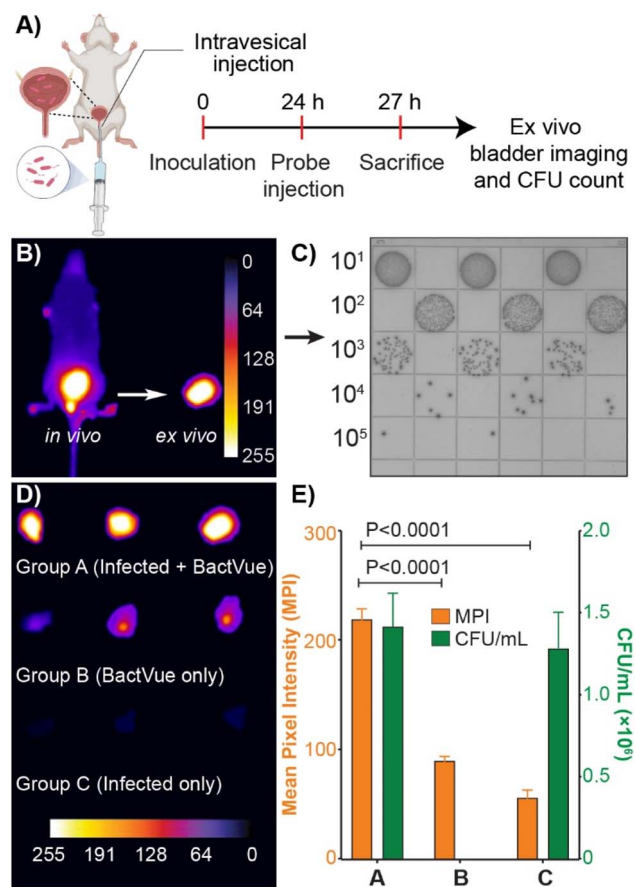 A)
Intravesical
injection
0
24 h
27 h
Inoculation
Probe
injection
Sacrifice
Ex vivo
bladder imaging
and CFU count
B)
0
64
128
191
255
in vivo
ex vivo
C)
10¹
10²
10³
10⁴
10⁵
D)
Group A (Infected + BactVue)
Group B (BactVue only)
Group C (Infected only)
255 191 128 64 0
E)
P<0.0001
P<0.0001
MPI
CFU/mL
Mean Pixel Intensity (MPI)
300
200
100
0
2.0
1.5
1.0
0.5
0
CFU/mL (×10⁶)
A B C